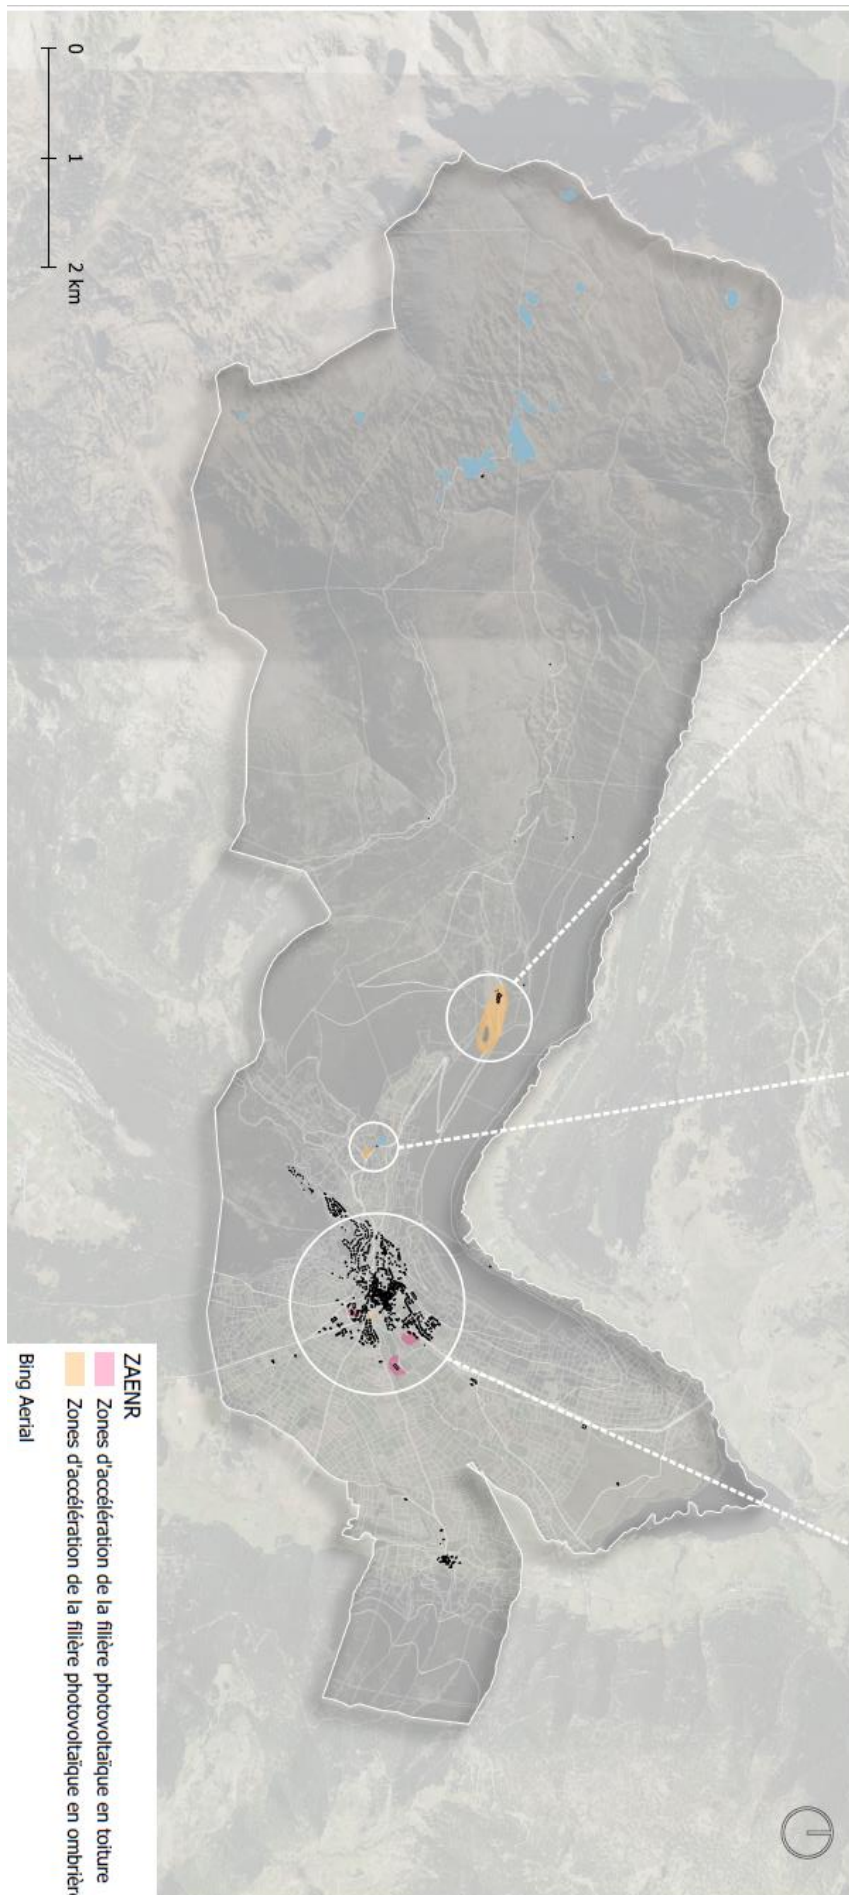 0 1 2 km
ZAENR
Zones d'accélération de la filière photovoltaïque en toiture
Zones d'accélération de la filière photovoltaïque en ombrière
Bing Aerial